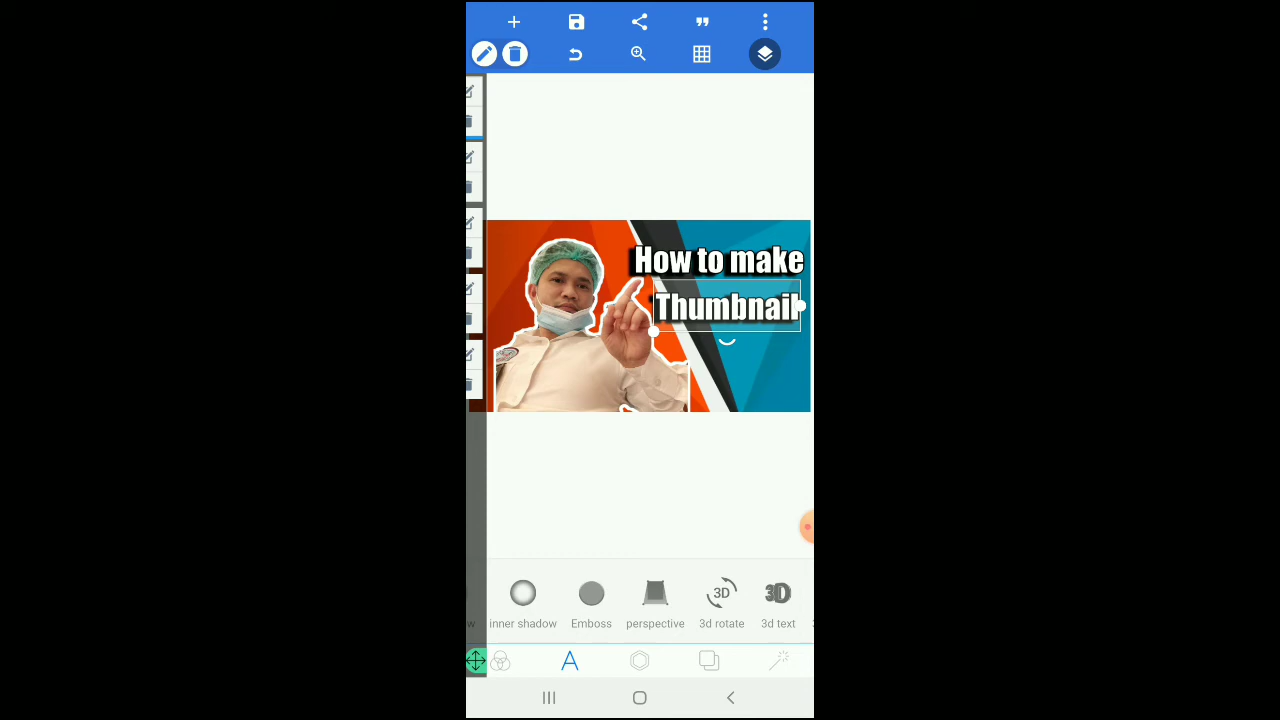 How to make
Thumbnail
inner shadow
Emboss
perspective
3D
3d rotate
3D
3d text